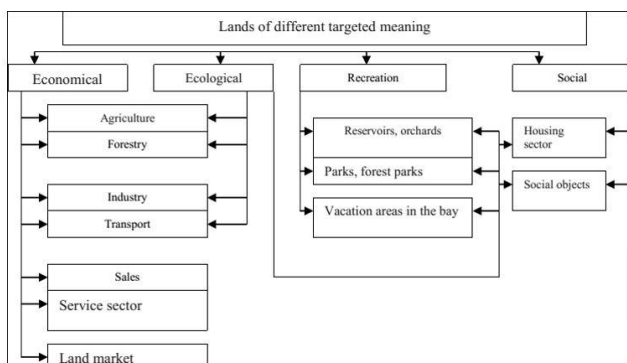 Lands of different targeted meaning
Economical
Ecological
Recreation
Social
Agriculture
Forestry
Industry
Transport
Sales
Service sector
Land market
Reservoirs, orchards
Parks, forest parks
Vacation areas in the bay
Housing
sector
Social objects